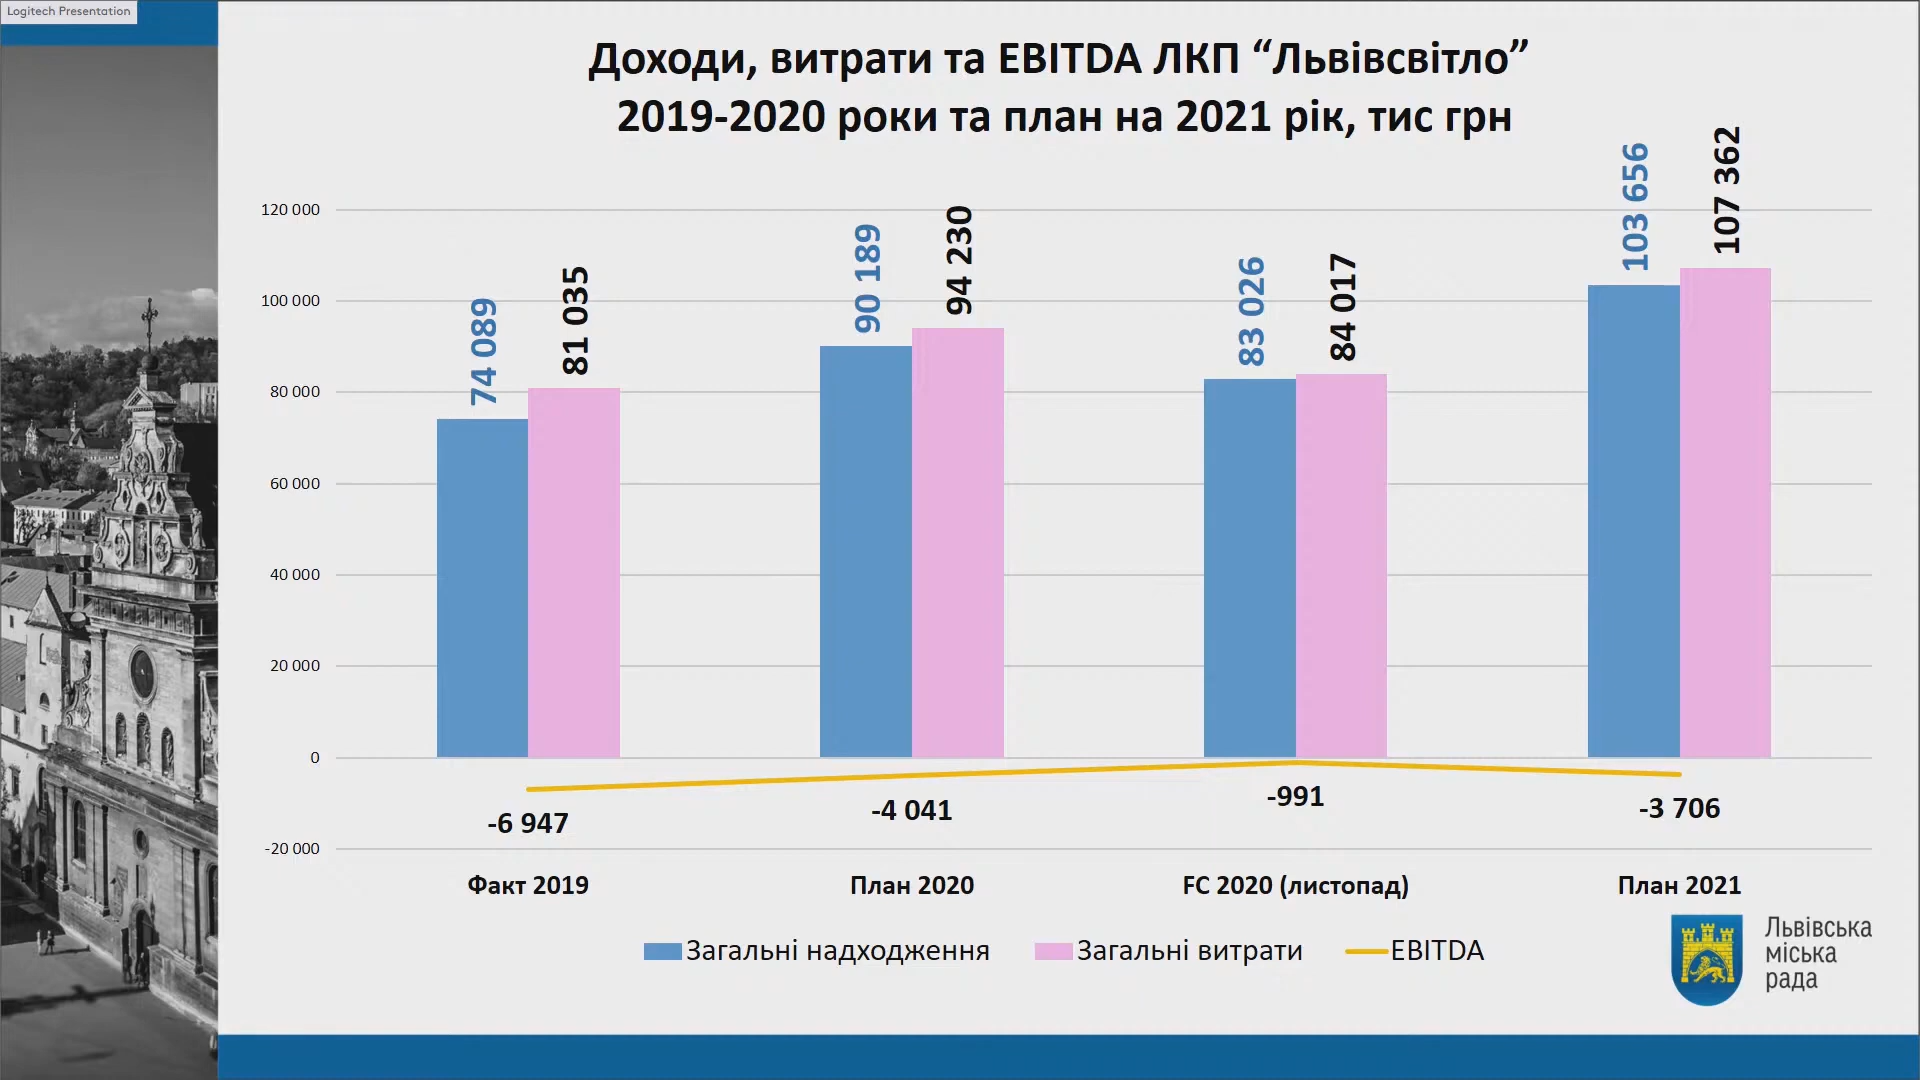 Logitech Presentation
Доходи, витрати та EBITDA ЛКП “Львівсвітло”
2019-2020 роки та план на 2021 рік, тис грн
120 000
100 000
80 000
60 000
40 000
20 000
0
-20 000
74 089
81 035
90 189
94 230
83 026
84 017
103 656
107 362
-6 947
-4 041
-991
-3 706
Факт 2019
План 2020
FC 2020 (листопад)
План 2021
Загальні надходження
Загальні витрати
EBITDA
Львівська
міська
рада